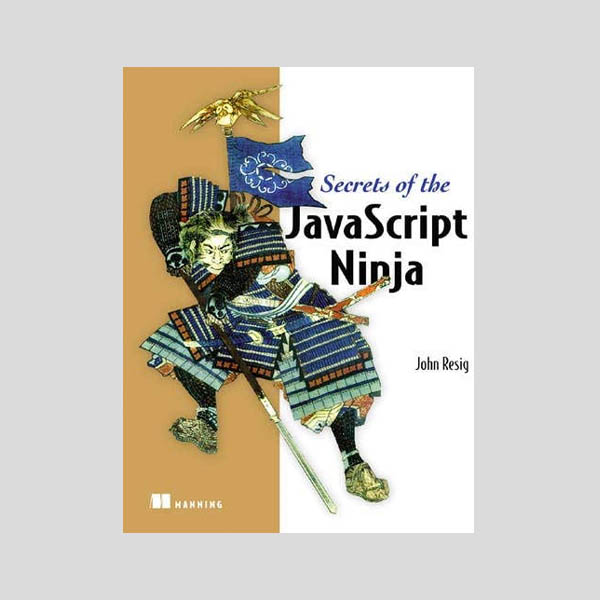 Secrets of the
JavaScript
Ninja
John Resig
MANNING